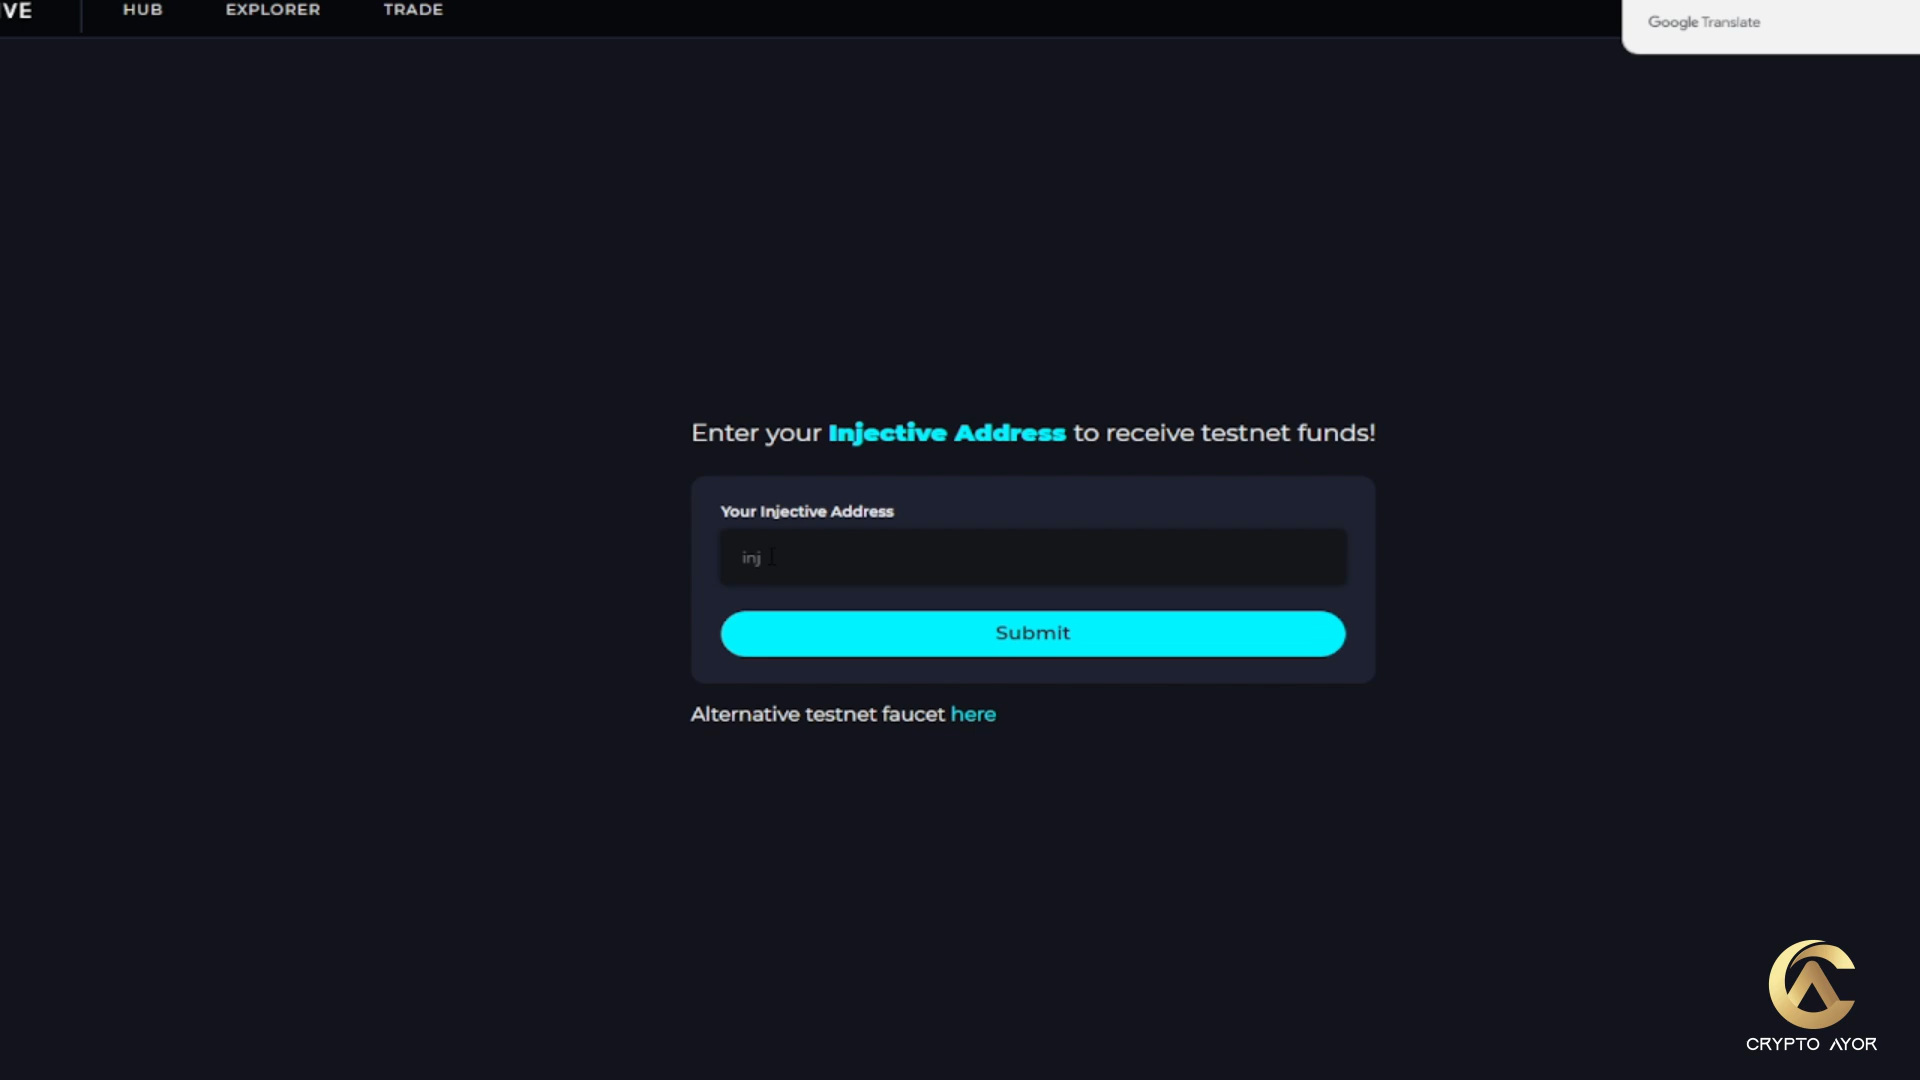 HUB EXPLORER TRADE
Google Translate
Enter your Injective Address to receive testnet funds!
Your Injective Address
inj
Submit
Alternative testnet faucet here
CRYPTO AYOR